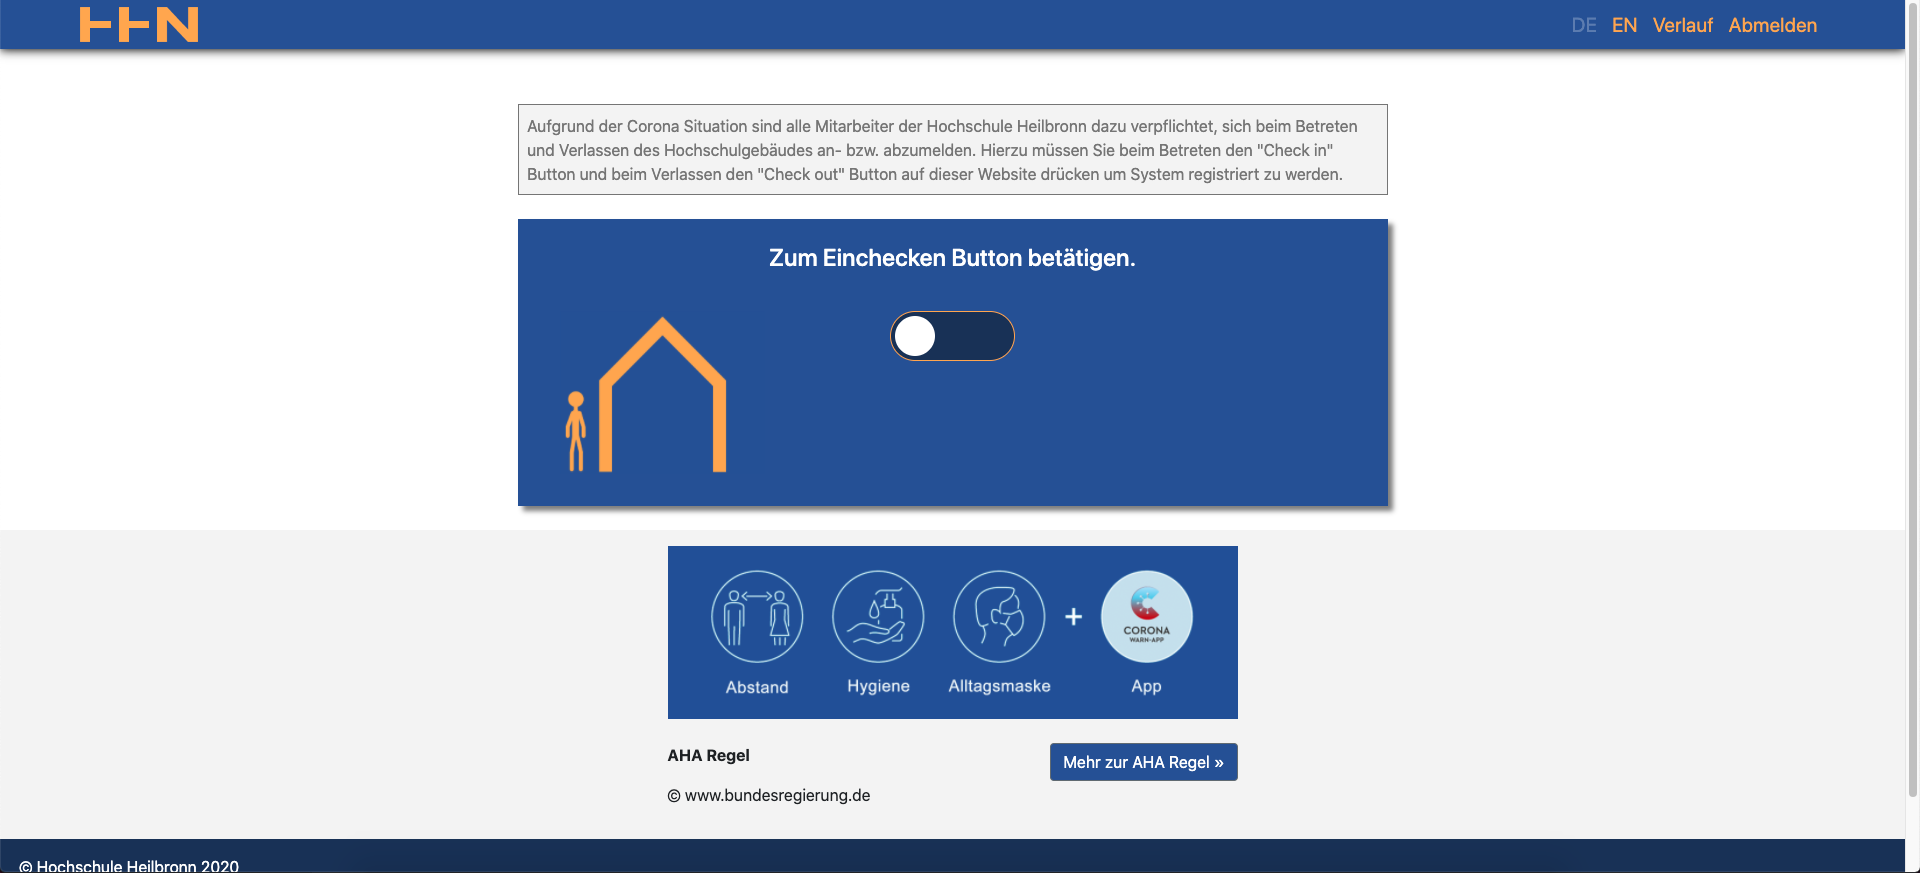 HHN
DE EN Verlauf Abmelden
Aufgrund der Corona Situation sind alle Mitarbeiter der Hochschule Heilbronn dazu verpflichtet, sich beim Betreten
und Verlassen des Hochschulgebäudes an- bzw. abzumelden. Hierzu müssen Sie beim Betreten den "Check in"
Button und beim Verlassen den "Check out" Button auf dieser Website drücken um System registriert zu werden.
Zum Einchecken Button betätigen.
+
CORONA
WARN-APP
Abstand Hygiene Alltagsmaske App
AHA Regel
Mehr zur AHA Regel »
© www.bundesregierung.de
© Hochschule Heilbronn 2020